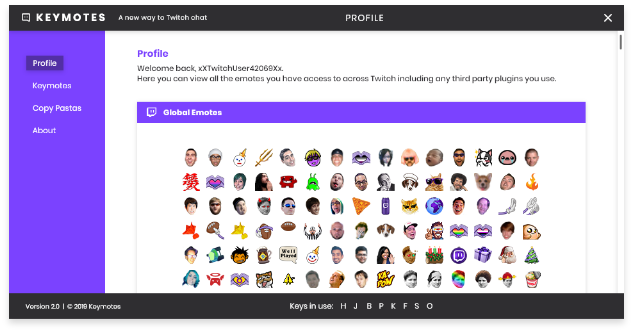 KEYMOTES
A new way to Twitch chat
PROFILE
Profile
Keymotes
Copy Pastas
About
Profile
Welcome back, xXTwitchUser42069Xx.
Here you can view all the emotes you have access to across Twitch including any third party plugins you use.
Global Emotes
Well Played
Version 2.0 | © 2019 Keymotes
Keys in use: H J B P K F S O